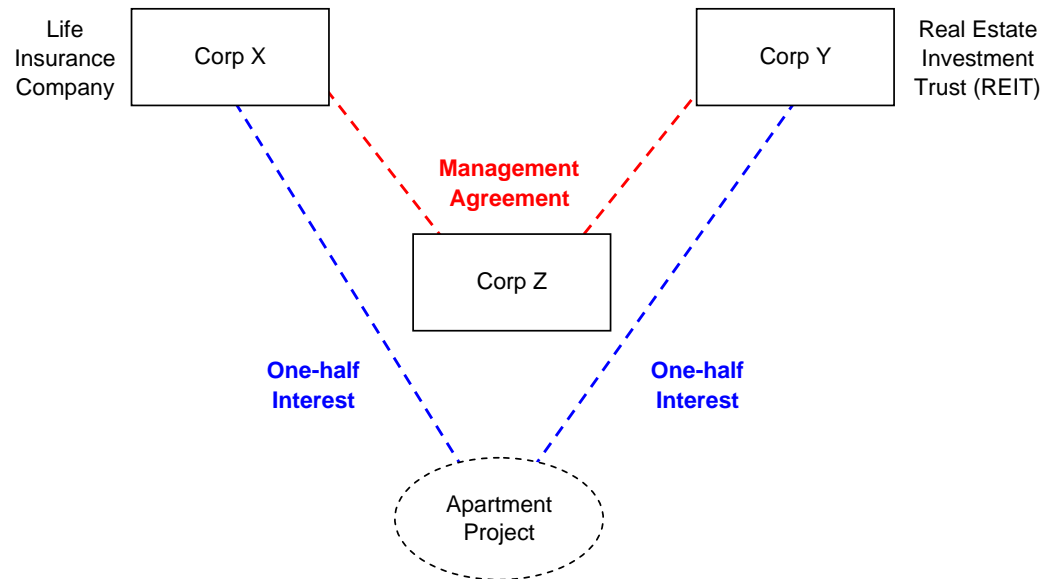 Life
Insurance
Company
Corp X
Corp Y
Real Estate
Investment
Trust (REIT)
Management
Agreement
Corp Z
One-half
Interest
One-half
Interest
Apartment
Project